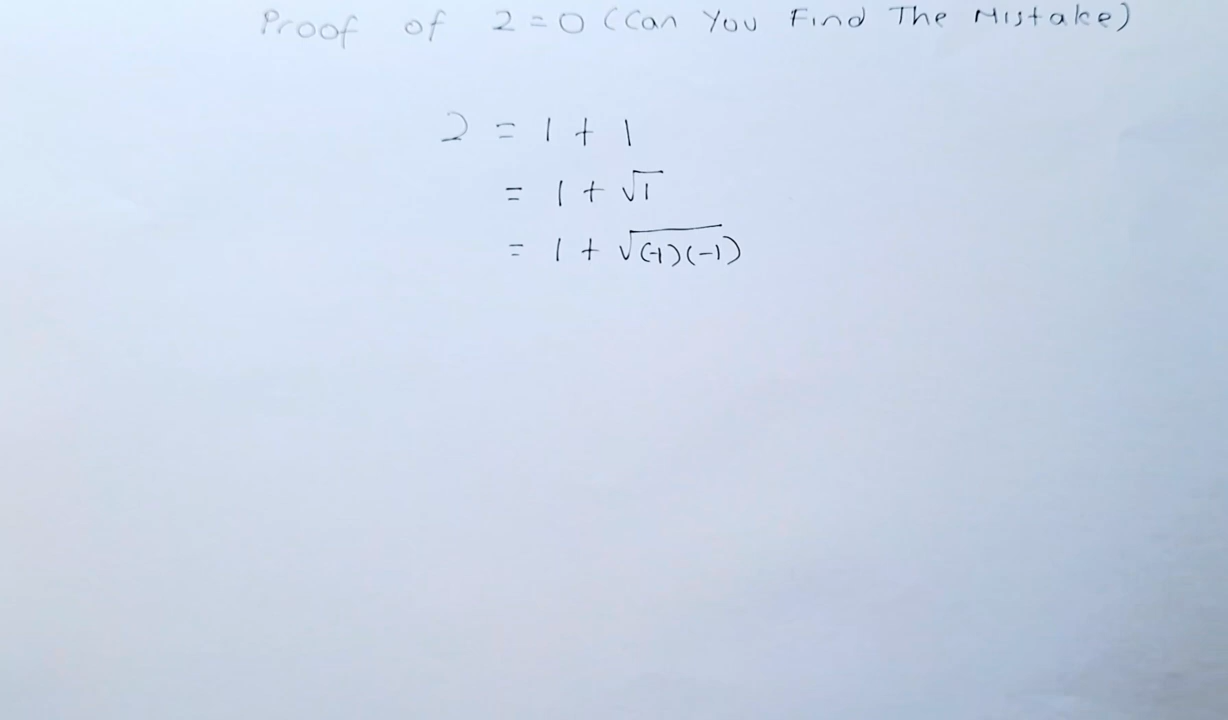 Proof of 2=0 (Can You Find The Mistake)
2 = 1 + 1
= 1 + √1
= 1 + √(-1)(-1)